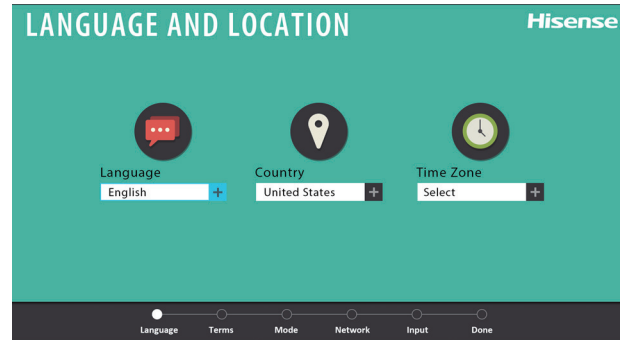 LANGUAGE AND LOCATION
Hisense
Language
Country
Time Zone
English +
United States +
Select +
Language Terms Mode Network Input Done